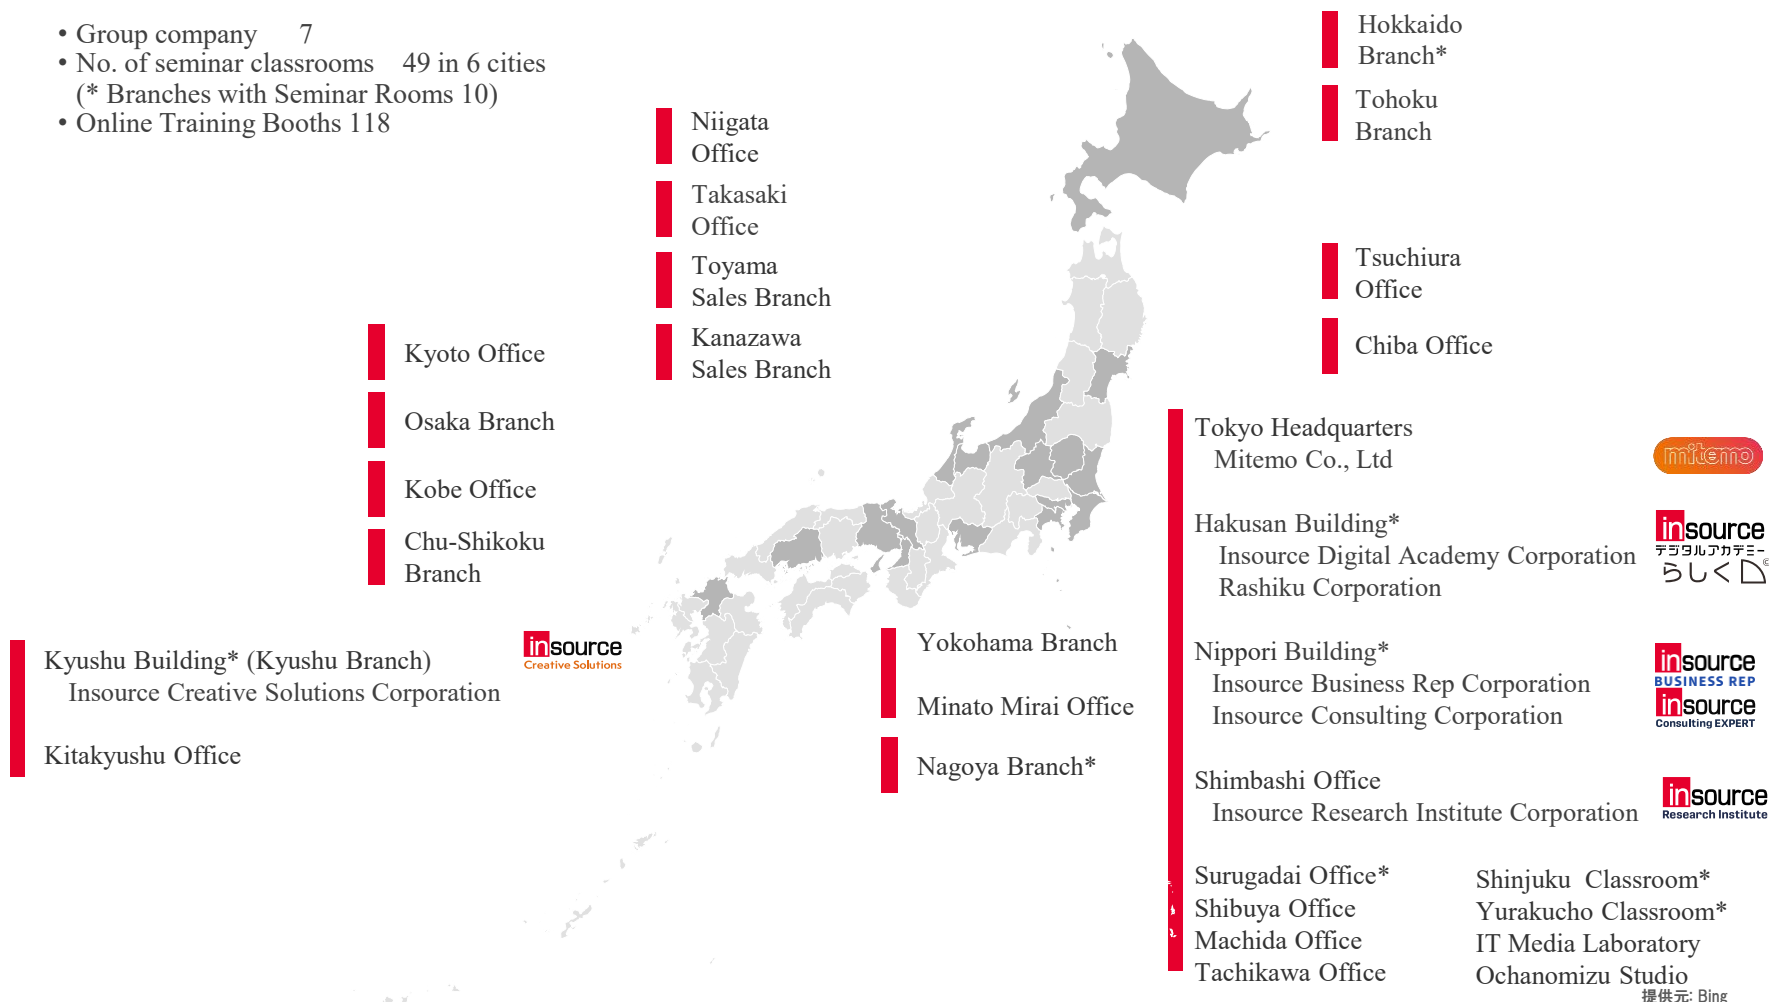 • Group company 7
• No. of seminar classrooms 49 in 6 cities
(* Branches with Seminar Rooms 10)
• Online Training Booths 118
Hokkaido
Branch*
Tohoku
Branch
Niigata
Office
Takasaki
Office
Toyama
Sales Branch
Kanazawa
Sales Branch
Tsuchiura
Office
Chiba Office
Kyoto Office
Osaka Branch
Kobe Office
Chu-Shikoku
Branch
Kyushu Building* (Kyushu Branch)
Insource Creative Solutions Corporation
insource
Creative Solutions
Kitakyushu Office
Yokohama Branch
Minato Mirai Office
Nagoya Branch*
Tokyo Headquarters
Mitemo Co., Ltd
mitemo
Hakusan Building*
Insource Digital Academy Corporation
Rashiku Corporation
insource
デジタルアカデミー
らしく
©
Nippori Building*
Insource Business Rep Corporation
Insource Consulting Corporation
insource
BUSINESS REP
insource
Consulting EXPERT
Shimbashi Office
Insource Research Institute Corporation
insource
Research Institute
Surugadai Office*
Shibuya Office
Machida Office
Tachikawa Office
Shinjuku Classroom*
Yurakucho Classroom*
IT Media Laboratory
Ochanomizu Studio
提供元: Bing